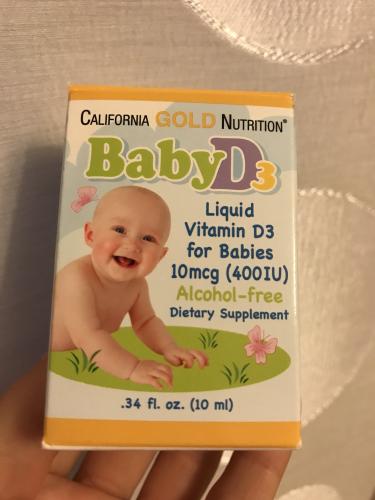 CALIFORNIA GOLD NUTRITION®
BabyD3
Liquid
Vitamin D3
for Babies
10mcg (400IU)
Alcohol-free
Dietary Supplement
.34 fl. oz. (10 ml)